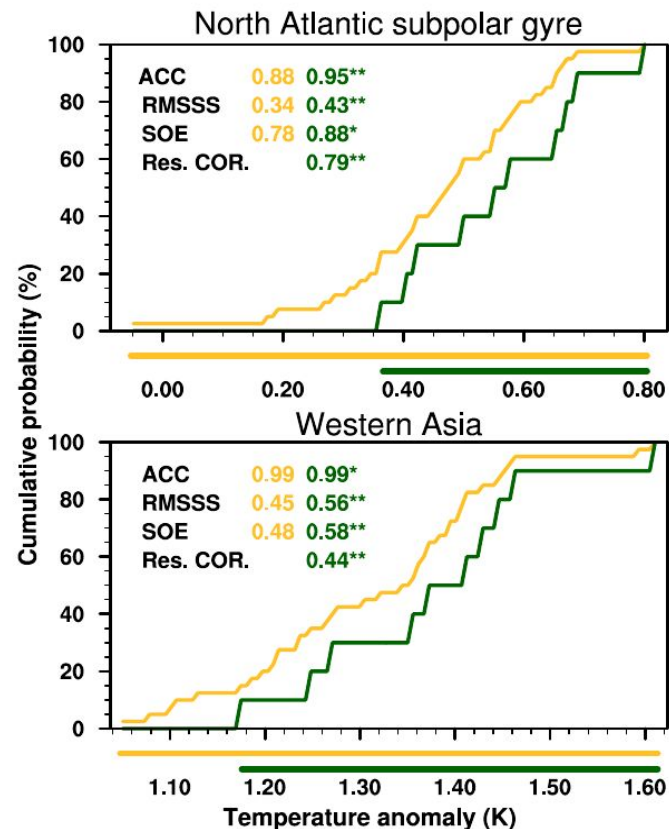 North Atlantic subpolar gyre
100
80
60
40
20
0
ACC 0.88 0.95**
RMSSS 0.34 0.43**
SOE 0.78 0.88*
Res. COR. 0.79**
0.00 0.20 0.40 0.60 0.80
Cumulative probability (%)
Western Asia
100
80
60
40
20
0
ACC 0.99 0.99*
RMSSS 0.45 0.56**
SOE 0.48 0.58**
Res. COR. 0.44**
1.10 1.20 1.30 1.40 1.50 1.60
Temperature anomaly (K)